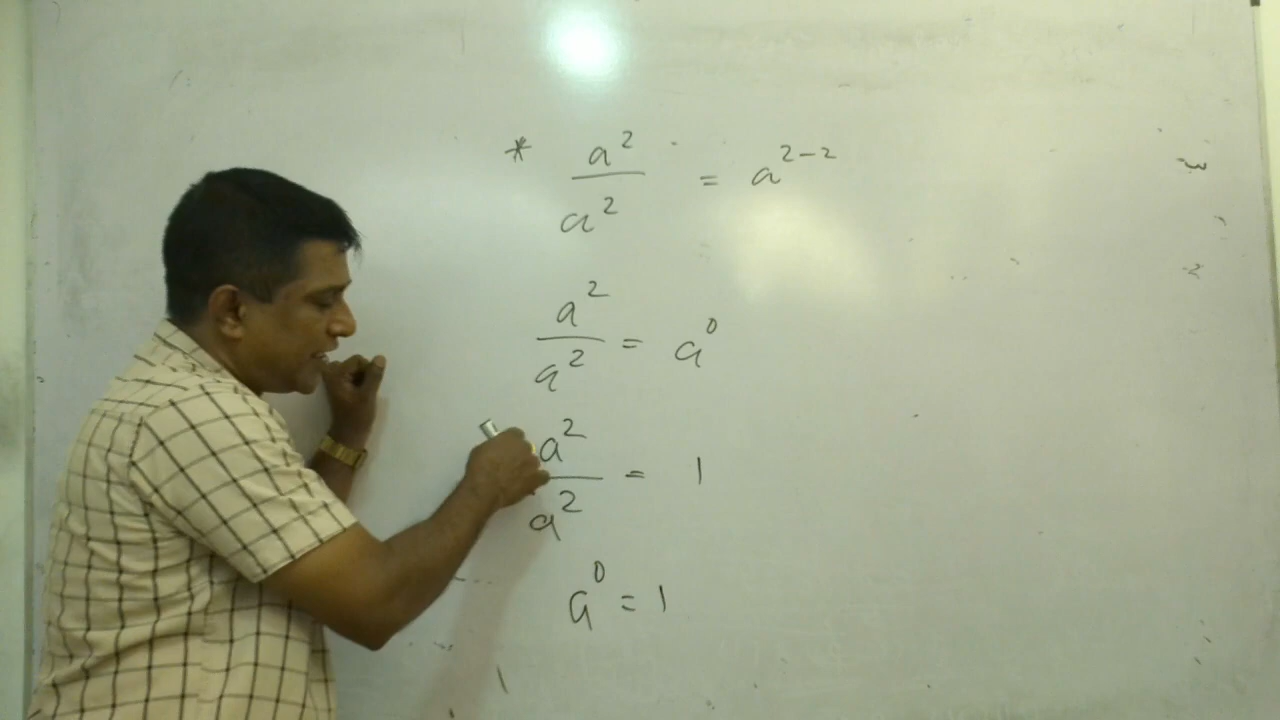 * a²/a² = a²⁻²
a²/a² = a⁰
a²/a² = 1
a⁰ = 1